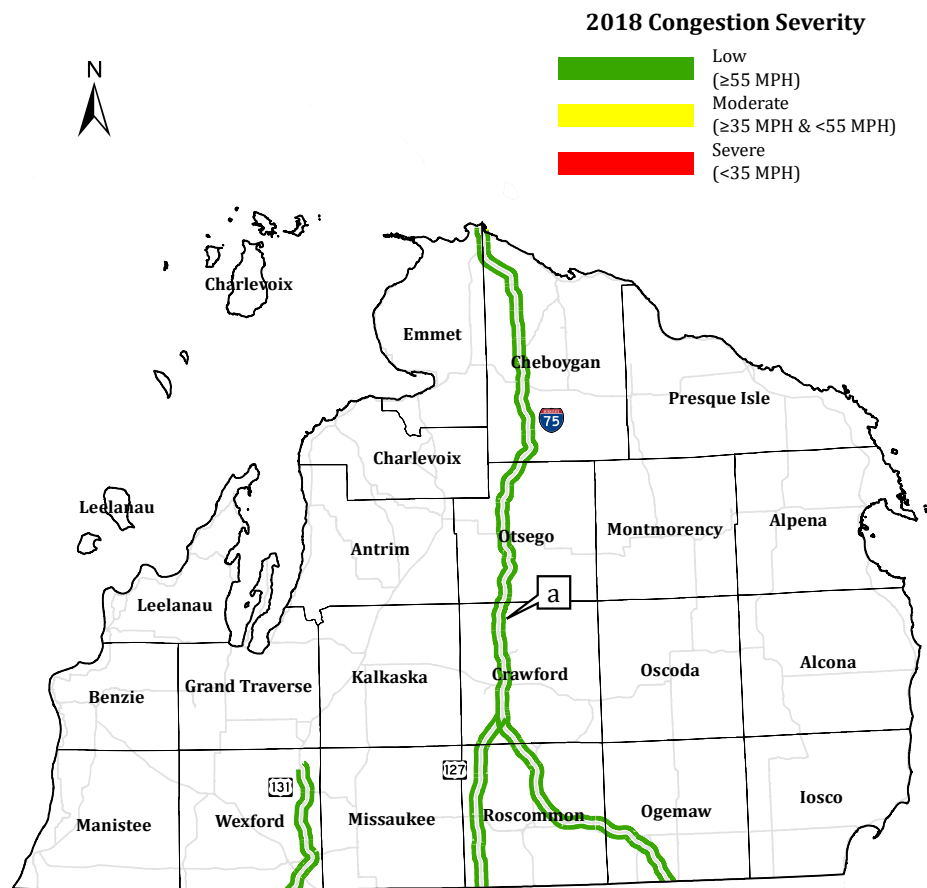 2018 Congestion Severity
Low
(≥55 MPH)
Moderate
(≥35 MPH & <55 MPH)
Severe
(<35 MPH)
N
Charlevoix
Emmet
Cheboygan
Presque Isle
75
Charlevoix
Leelanau
Antrim
Otsego
Montmorency
Alpena
a
Leelanau
Benzie
Grand Traverse
Kalkaska
Crawford
Oscoda
Alcona
131
127
Manistee
Wexford
Missaukee
Roscommon
Ogemaw
Iosco